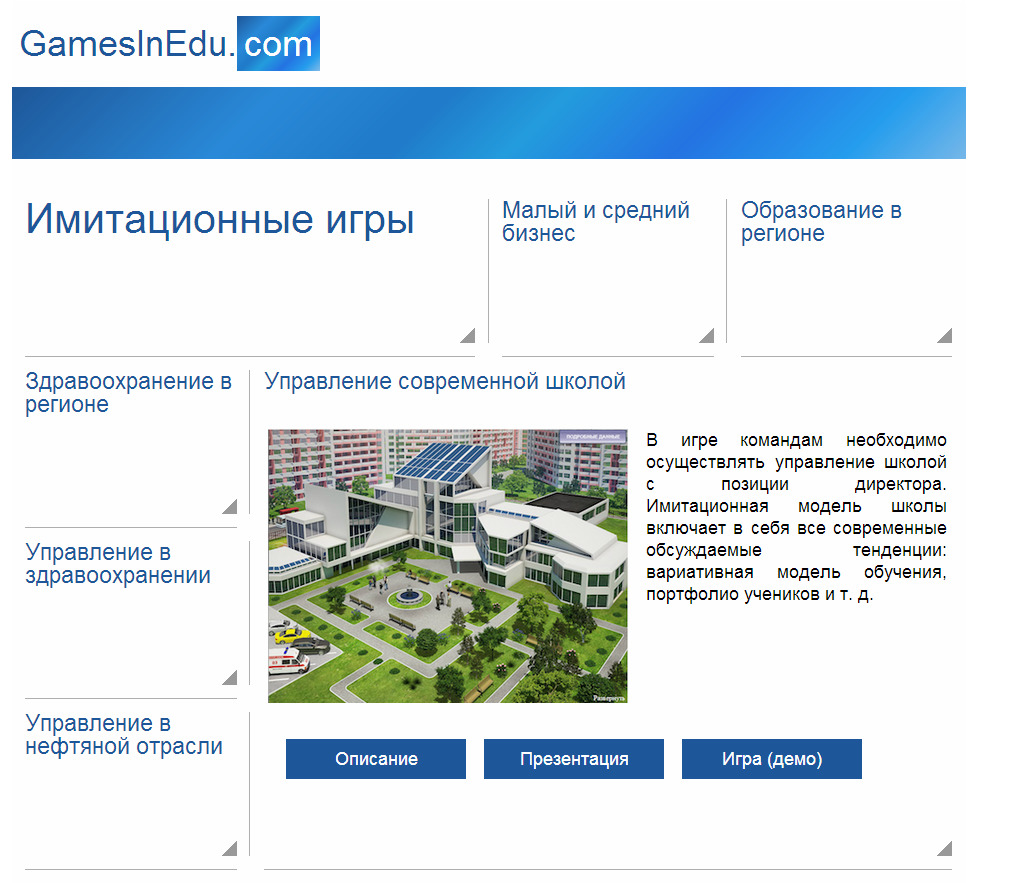 GamesInEdu.com
Имитационные игры
Малый и средний
бизнес
Образование в
регионе
Здравоохранение в
регионе
Управление современной школой
ПОДРОБНЫЕ ДАННЫЕ
В игре командам необходимо
осуществлять управление школой
с позиции директора.
Имитационная модель школы
включает в себя все современные
обсуждаемые тенденции:
вариативная модель обучения,
портфолио учеников и т. д.
Развернуть
Управление в
здравоохранении
Управление в
нефтяной отрасли
Описание
Презентация
Игра (демо)